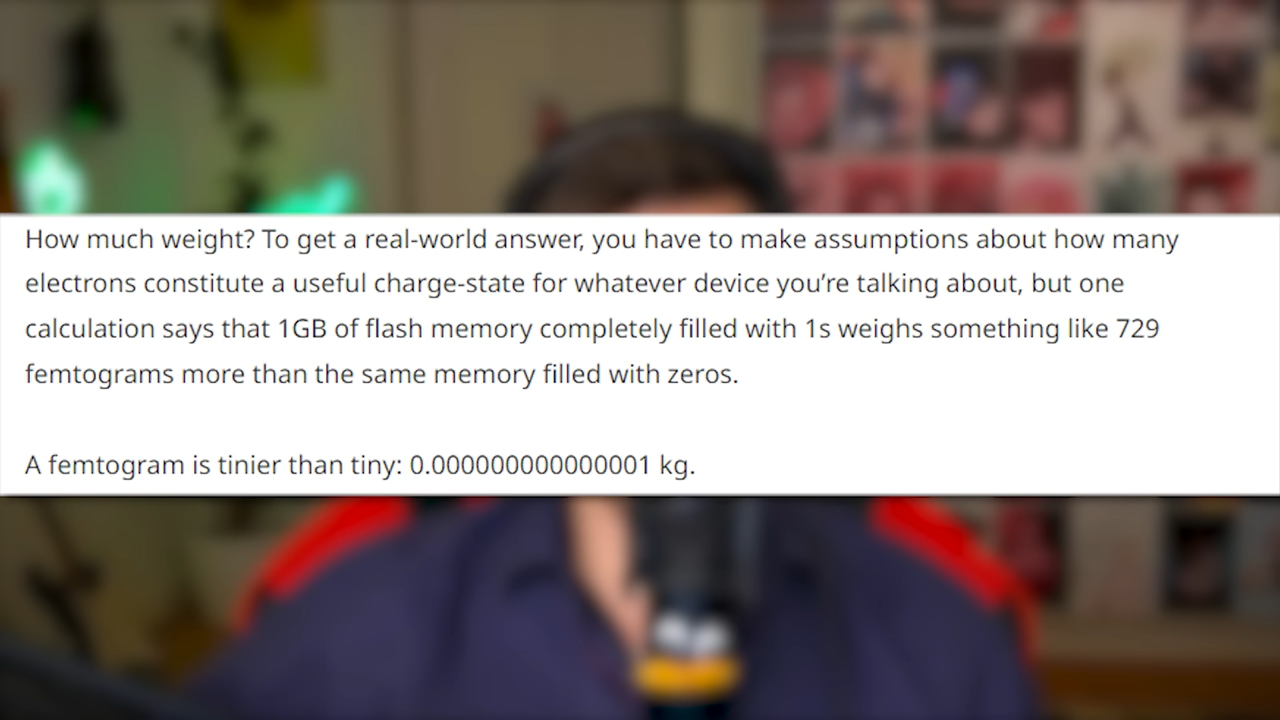 How much weight? To get a real-world answer, you have to make assumptions about how many
electrons constitute a useful charge-state for whatever device you’re talking about, but one
calculation says that 1GB of flash memory completely filled with 1s weighs something like 729
femtograms more than the same memory filled with zeros.
A femtogram is tinier than tiny: 0.000000000000001 kg.